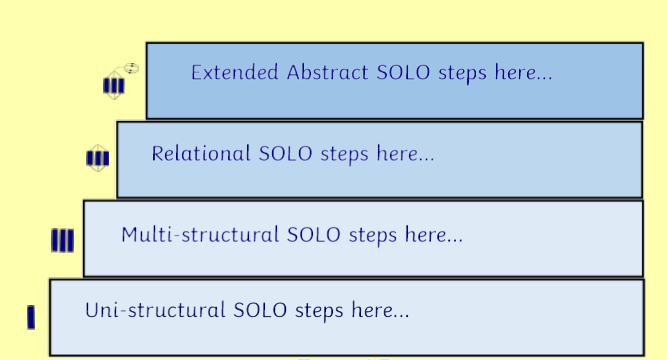 Extended Abstract SOLO steps here...
Relational SOLO steps here...
Multi-structural SOLO steps here...
Uni-structural SOLO steps here...